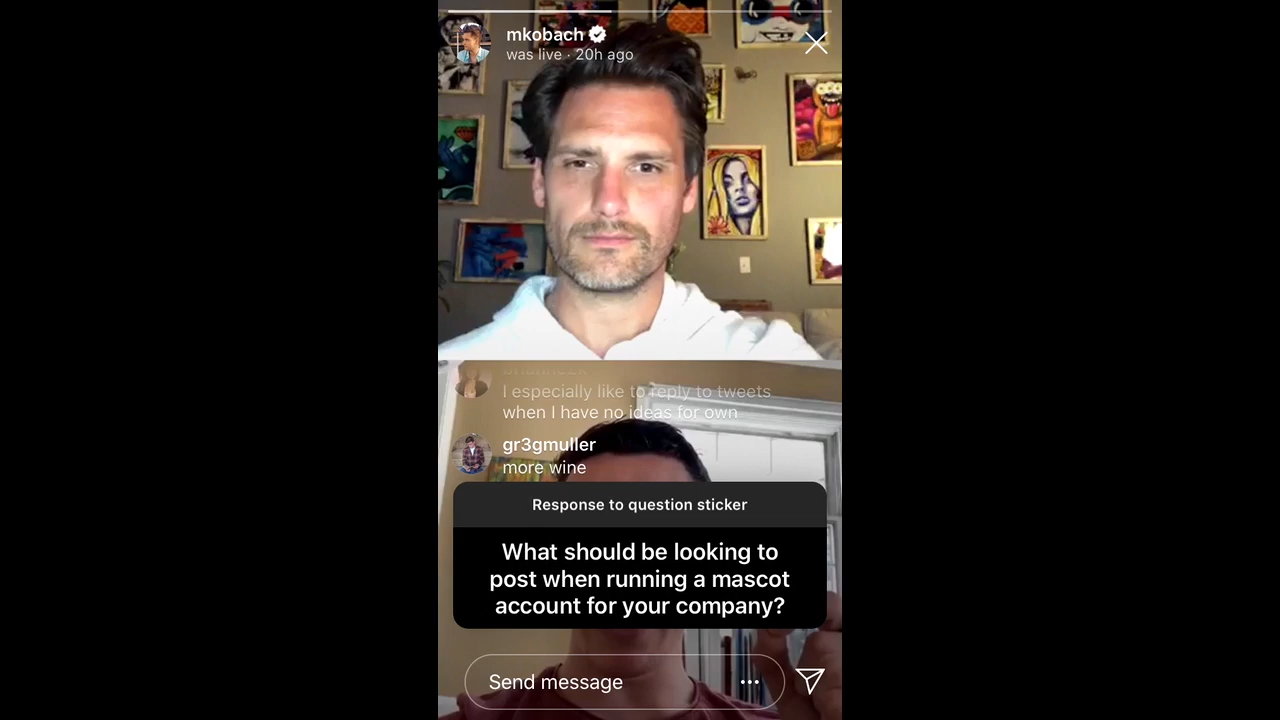 mkobach
was live · 20h ago
I especially like to reply to tweets
when I have no ideas for own
gr3gmuller
more wine
Response to question sticker
What should be looking to
post when running a mascot
account for your company?
Send message